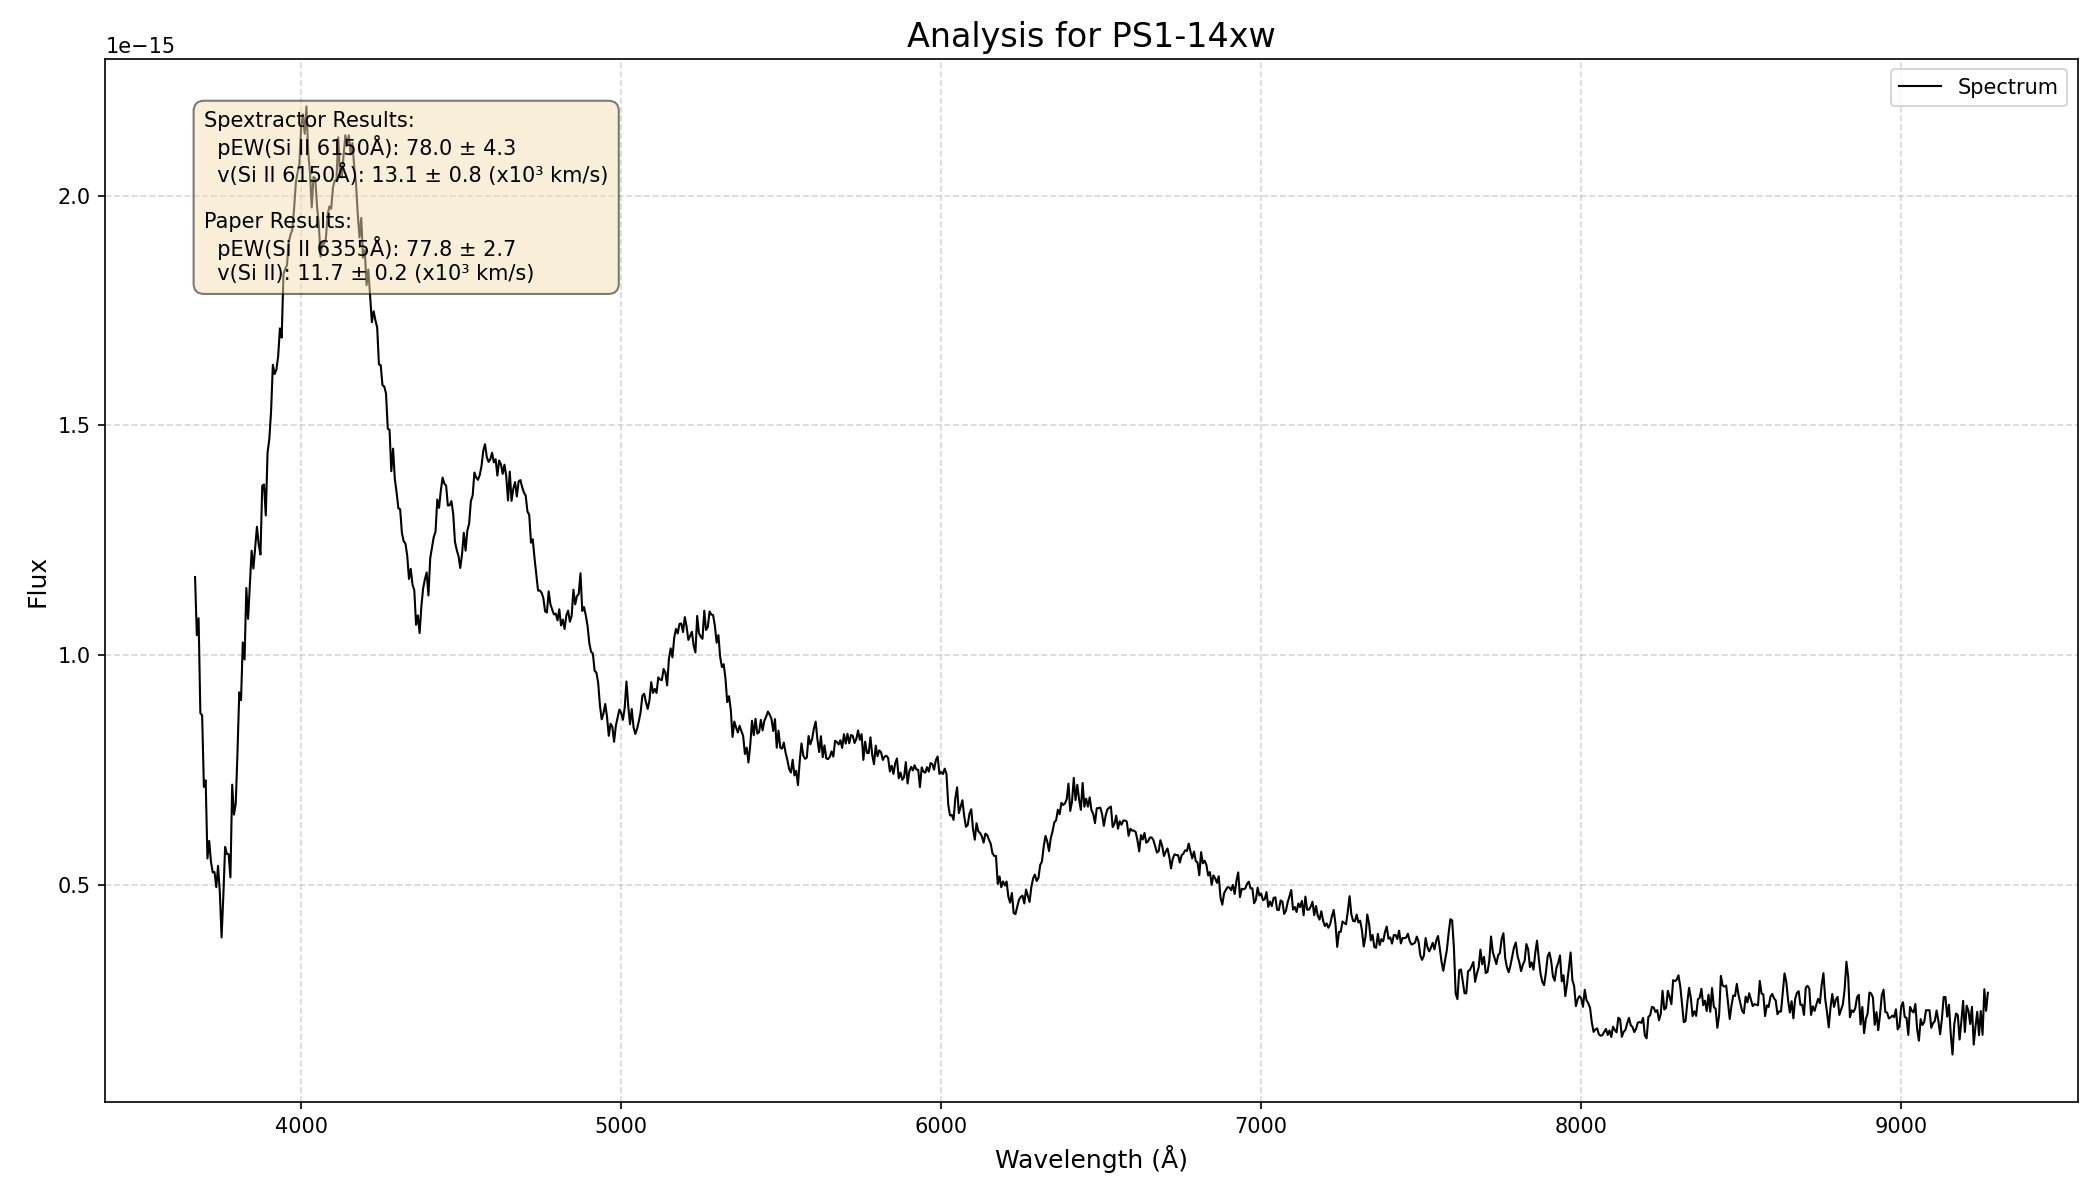 Analysis for PS1-14xw
1e−15
Spectrum
Spextractor Results:
pEW(Si II 6150Å): 78.0 ± 4.3
v(Si II 6150Å): 13.1 ± 0.8 (x10³ km/s)
Paper Results:
pEW(Si II 6355Å): 77.8 ± 2.7
v(Si II): 11.7 ± 0.2 (x10³ km/s)
2.0
1.5
1.0
0.5
Flux
4000 5000 6000 7000 8000 9000
Wavelength (Å)